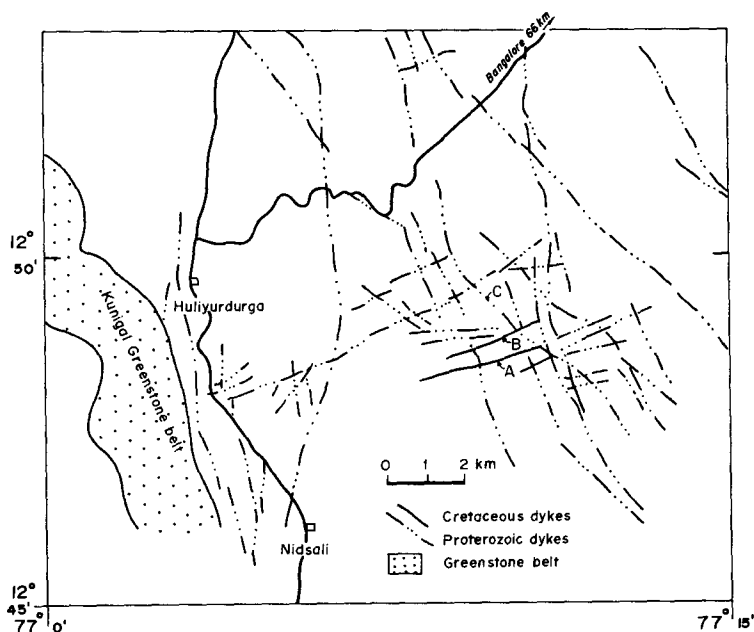 Bangalore 66 km
12°
50'
Huliyurdurga
Kunigal Greenstone belt
C
B
A
0 1 2 km
Cretaceous dykes
Proterozoic dykes
Greenstone belt
Nidsali
12°
45'
77° 0'
77° 15'